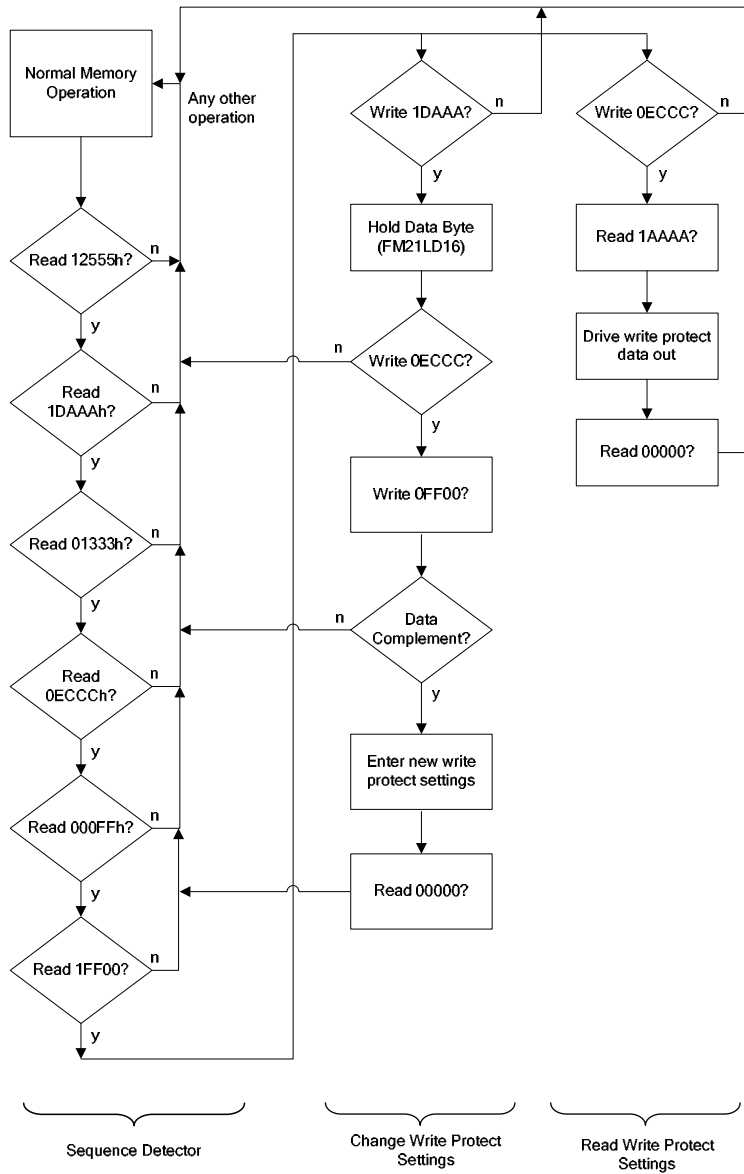 Normal Memory
Operation
Any other
operation
Read 12555h?
n
y
Read
1DAAAh?
n
y
Read 01333h?
n
y
Read
0ECCCh?
n
y
Read 000FFh?
n
y
Read 1FF00?
n
y
Sequence Detector
Write 1DAAA?
n
y
Hold Data Byte
(FM21LD16)
Write 0ECCC?
n
y
Write 0FF00?
Data
Complement?
n
y
Enter new write
protect settings
Read 00000?
Change Write Protect
Settings
Write 0ECCC?
n
y
Read 1AAAA?
Drive write protect
data out
Read 00000?
Read Write Protect
Settings